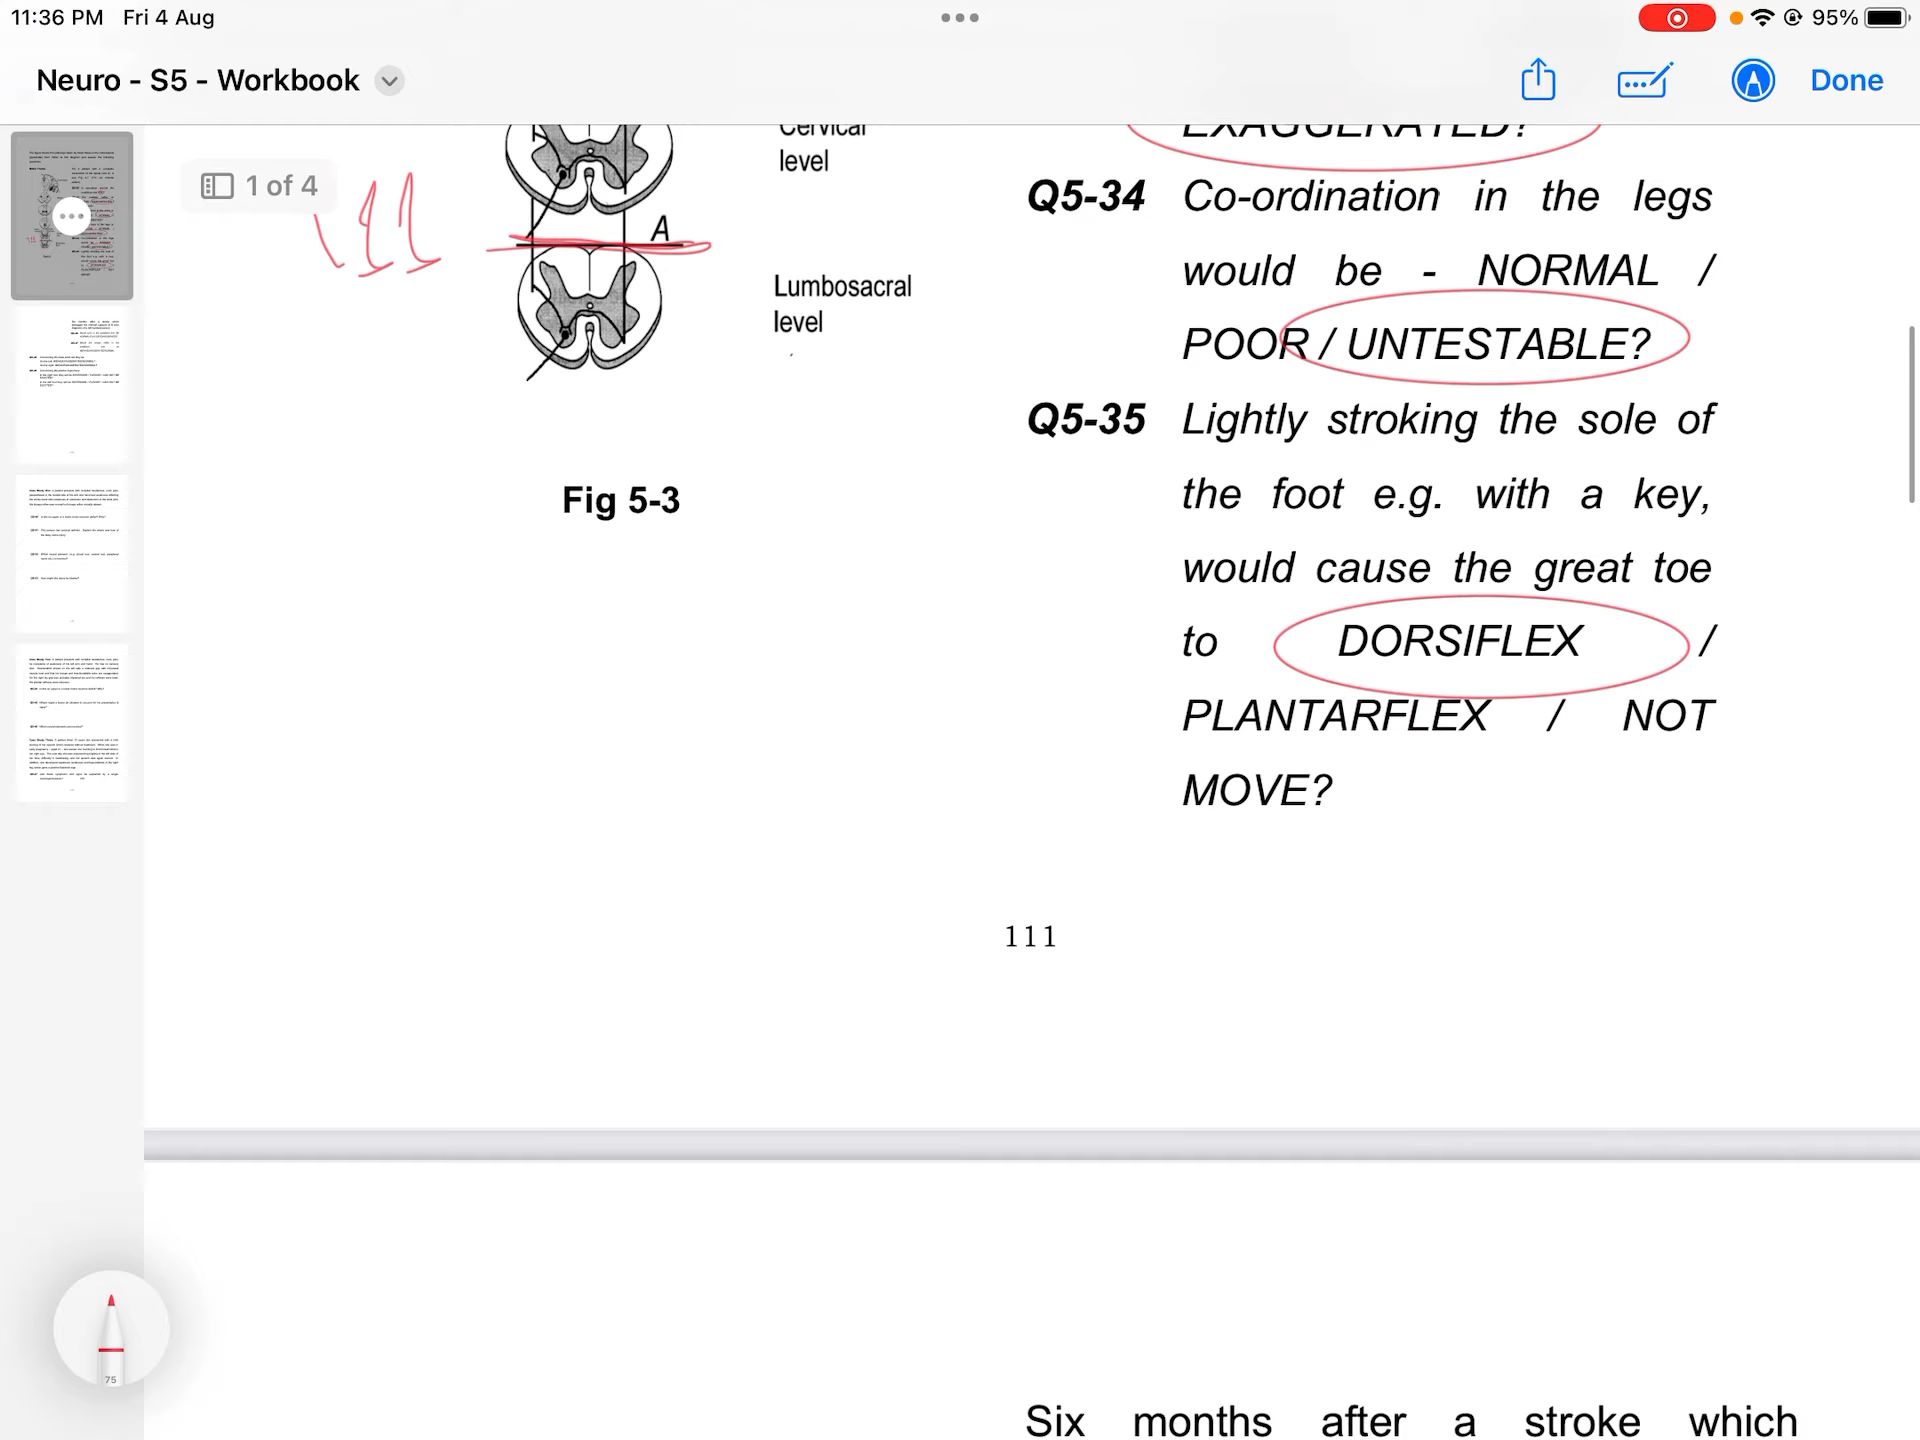 11:36 PM Fri 4 Aug
95%
Neuro - S5 - Workbook
Done
1 of 4
Cervical
level
A
Lumbosacral
level
Fig 5-3
EXAGGERATED?
Q5-34 Co-ordination in the legs
would be - NORMAL /
POOR / UNTESTABLE?
Q5-35 Lightly stroking the sole of
the foot e.g. with a key,
would cause the great toe
to DORSIFLEX /
PLANTARFLEX / NOT
MOVE?
111
Six months after a stroke which
75